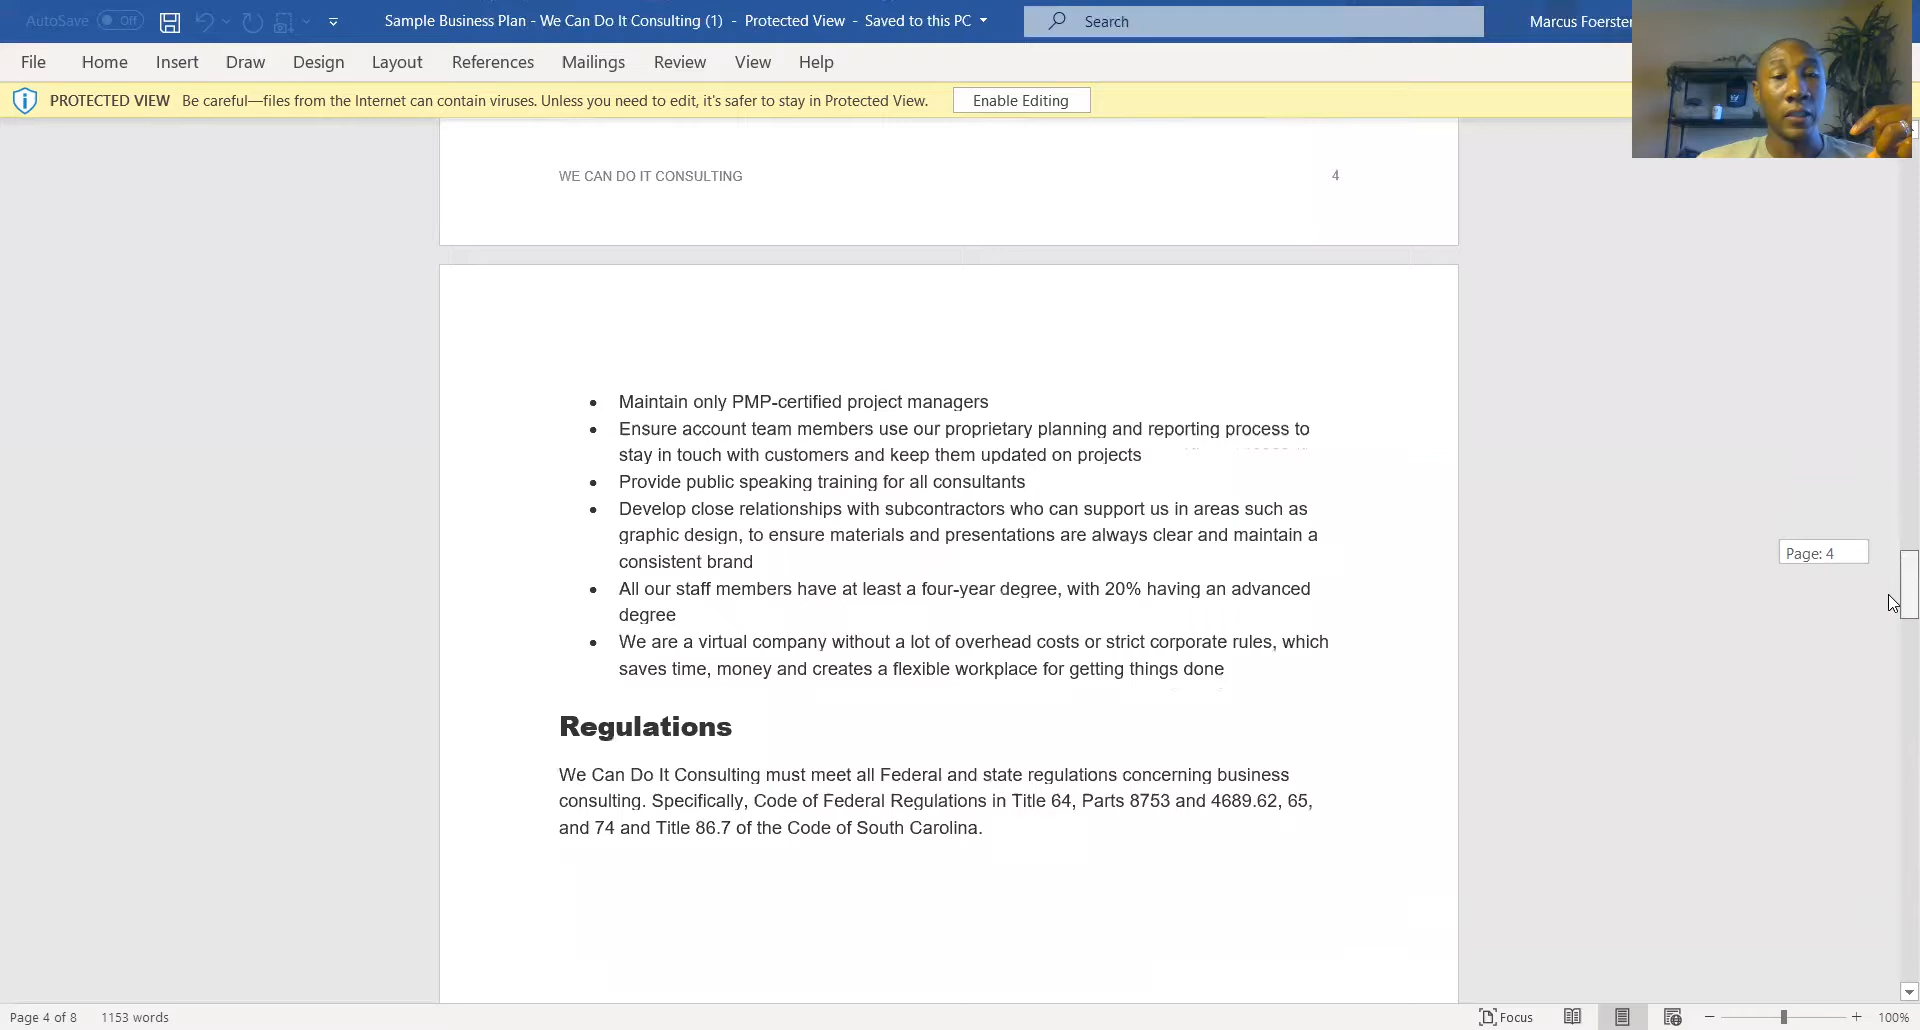 AutoSave Off Sample Business Plan - We Can Do It Consulting (1) - Protected View - Saved to this PC Search Marcus Foerster
File Home Insert Draw Design Layout References Mailings Review View Help
PROTECTED VIEW Be careful—files from the Internet can contain viruses. Unless you need to edit, it's safer to stay in Protected View. Enable Editing
WE CAN DO IT CONSULTING 4
• Maintain only PMP-certified project managers
• Ensure account team members use our proprietary planning and reporting process to
stay in touch with customers and keep them updated on projects
• Provide public speaking training for all consultants
• Develop close relationships with subcontractors who can support us in areas such as
graphic design, to ensure materials and presentations are always clear and maintain a
consistent brand
• All our staff members have at least a four-year degree, with 20% having an advanced
degree
• We are a virtual company without a lot of overhead costs or strict corporate rules, which
saves time, money and creates a flexible workplace for getting things done
Page: 4
Regulations
We Can Do It Consulting must meet all Federal and state regulations concerning business
consulting. Specifically, Code of Federal Regulations in Title 64, Parts 8753 and 4689.62, 65,
and 74 and Title 86.7 of the Code of South Carolina.
Page 4 of 8 1153 words Focus 100%